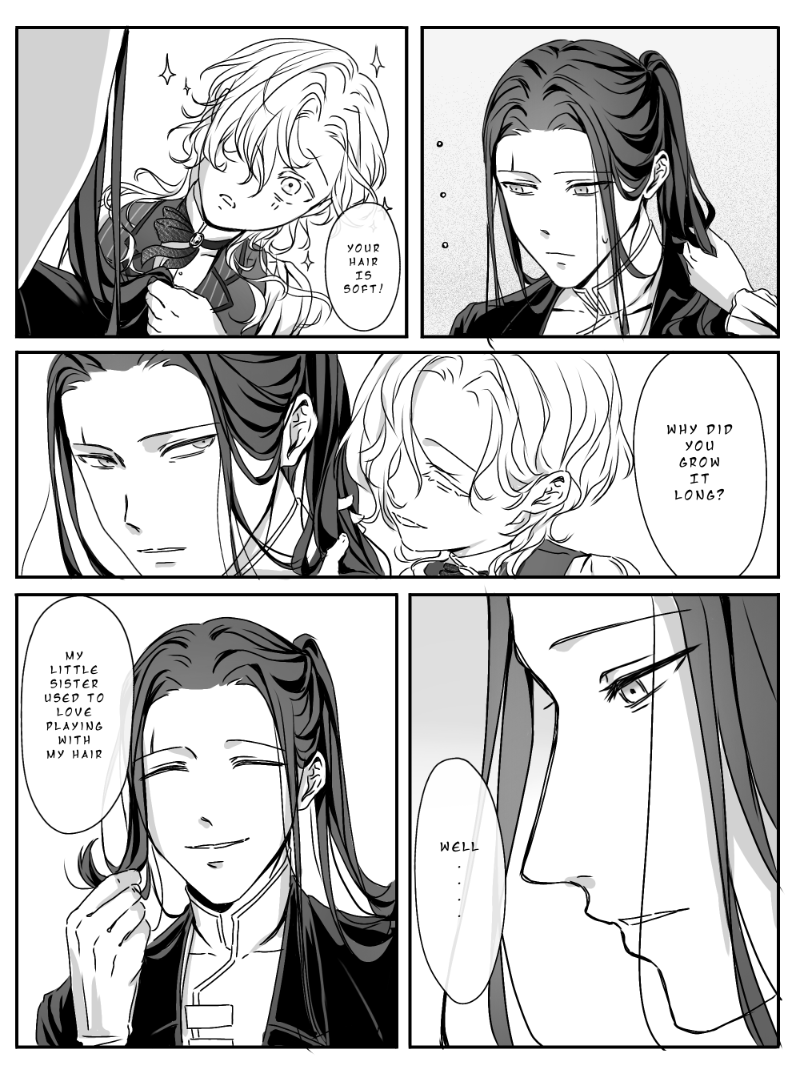 YOUR
HAIR
IS
SOFT!
WHY DID
YOU
GROW
IT
LONG?
WELL
.
.
.
.
MY
LITTLE
SISTER
USED TO
LOVE
PLAYING
WITH
MY HAIR